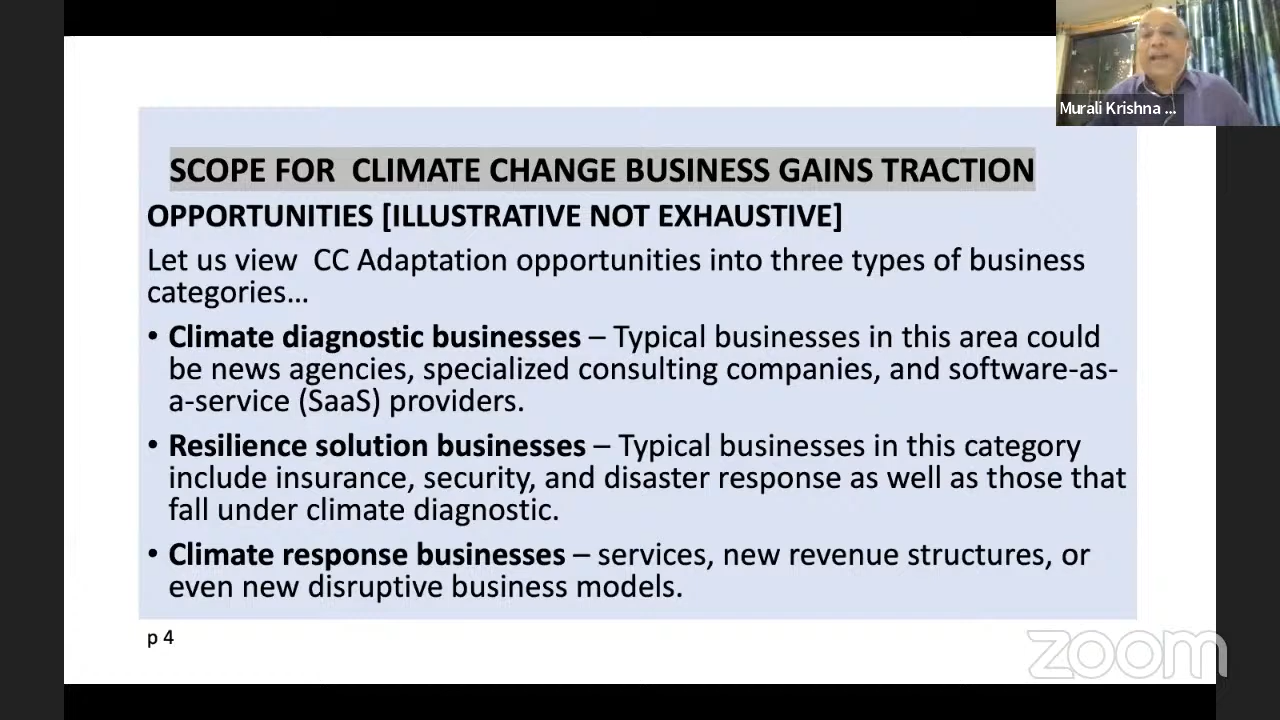 Murali Krishna ...
SCOPE FOR CLIMATE CHANGE BUSINESS GAINS TRACTION
OPPORTUNITIES [ILLUSTRATIVE NOT EXHAUSTIVE]
Let us view CC Adaptation opportunities into three types of business
categories…
• Climate diagnostic businesses – Typical businesses in this area could
be news agencies, specialized consulting companies, and software-as-
a-service (SaaS) providers.
• Resilience solution businesses – Typical businesses in this category
include insurance, security, and disaster response as well as those that
fall under climate diagnostic.
• Climate response businesses – services, new revenue structures, or
even new disruptive business models.
p 4
zoom